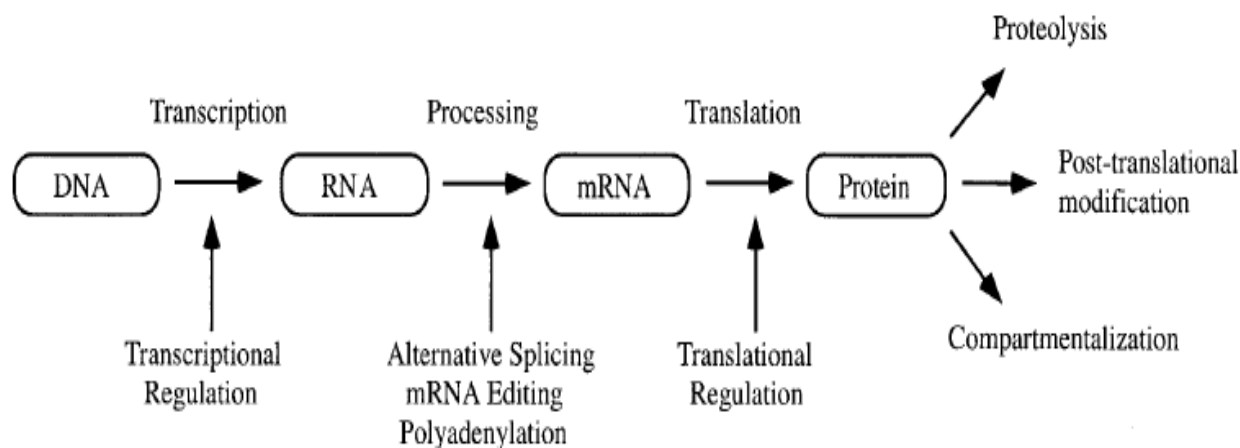 Proteolysis
Transcription
Processing
Translation
DNA
RNA
mRNA
Protein
Post-translational
modification
Transcriptional
Regulation
Alternative Splicing
mRNA Editing
Polyadenylation
Translational
Regulation
Compartmentalization